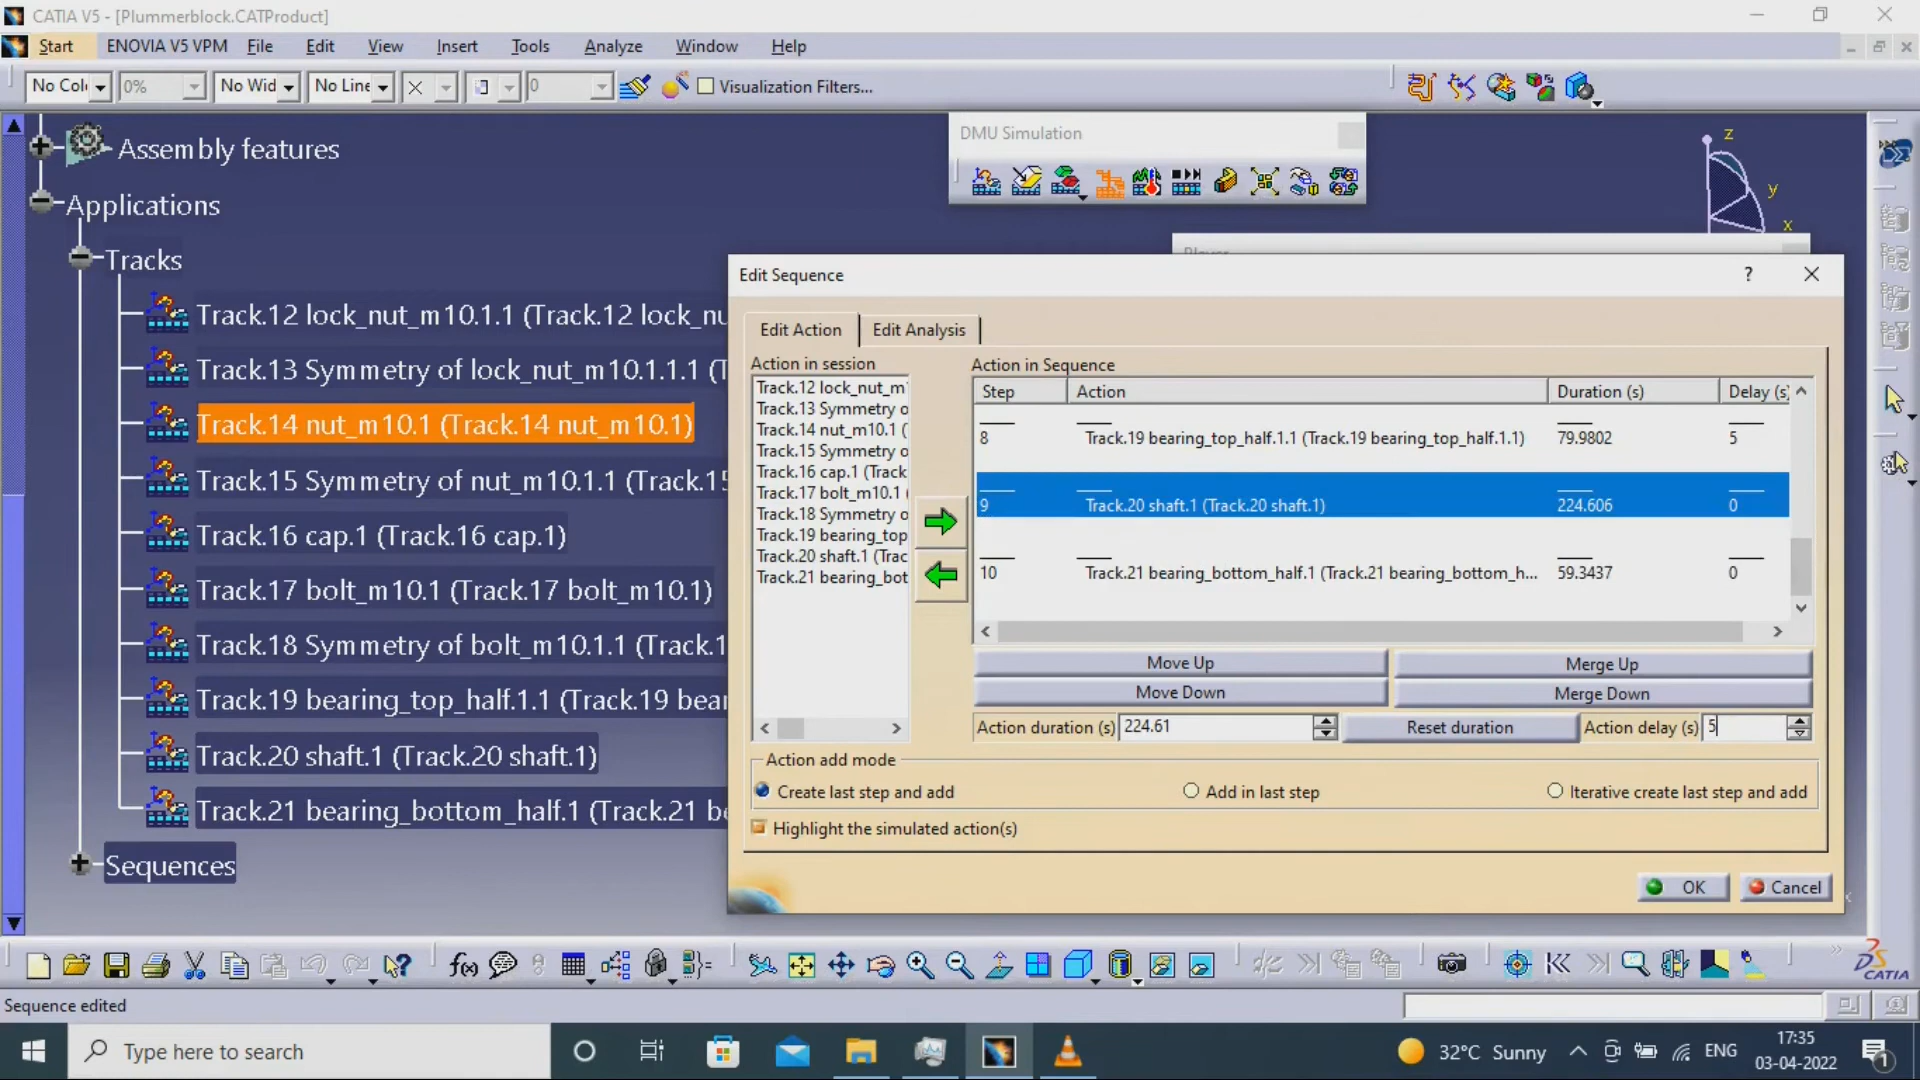 CATIA V5 - [Plummerblock.CATProduct]
Start ENOVIA V5 VPM File Edit View Insert Tools Analyze Window Help
No Col 0% No Wid No Line 0 Visualization Filters...
DMU Simulation
Assembly features
Applications
Tracks
Track.12 lock_nut_m10.1.1 (Track.12 lock_nu
Track.13 Symmetry of lock_nut_m10.1.1.1 (T
Track.14 nut_m10.1 (Track.14 nut_m10.1)
Track.15 Symmetry of nut_m10.1.1 (Track.15
Track.16 cap.1 (Track.16 cap.1)
Track.17 bolt_m10.1 (Track.17 bolt_m10.1)
Track.18 Symmetry of bolt_m10.1.1 (Track.1
Track.19 bearing_top_half.1.1 (Track.19 bear
Track.20 shaft.1 (Track.20 shaft.1)
Track.21 bearing_bottom_half.1 (Track.21 be
Sequences
z
y
x
Player
Edit Sequence ?
Edit Action Edit Analysis
Action in session
Track.12 lock_nut_m
Track.13 Symmetry o
Track.14 nut_m10.1 (
Track.15 Symmetry o
Track.16 cap.1 (Track
Track.17 bolt_m10.1
Track.18 Symmetry o
Track.19 bearing_top
Track.20 shaft.1 (Trac
Track.21 bearing_bot
Action in Sequence
Step Action Duration (s) Delay (s
8 Track.19 bearing_top_half.1.1 (Track.19 bearing_top_half.1.1) 79.9802 5
9 Track.20 shaft.1 (Track.20 shaft.1) 224.606 0
10 Track.21 bearing_bottom_half.1 (Track.21 bearing_bottom_h... 59.3437 0
Move Up Merge Up
Move Down Merge Down
Action duration (s) 224.61 Reset duration Action delay (s) 5
Action add mode
Create last step and add Add in last step Iterative create last step and add
Highlight the simulated action(s)
OK Cancel
f(x)
DS CATIA
Sequence edited
Type here to search
32°C Sunny ENG 17:35
03-04-2022 1